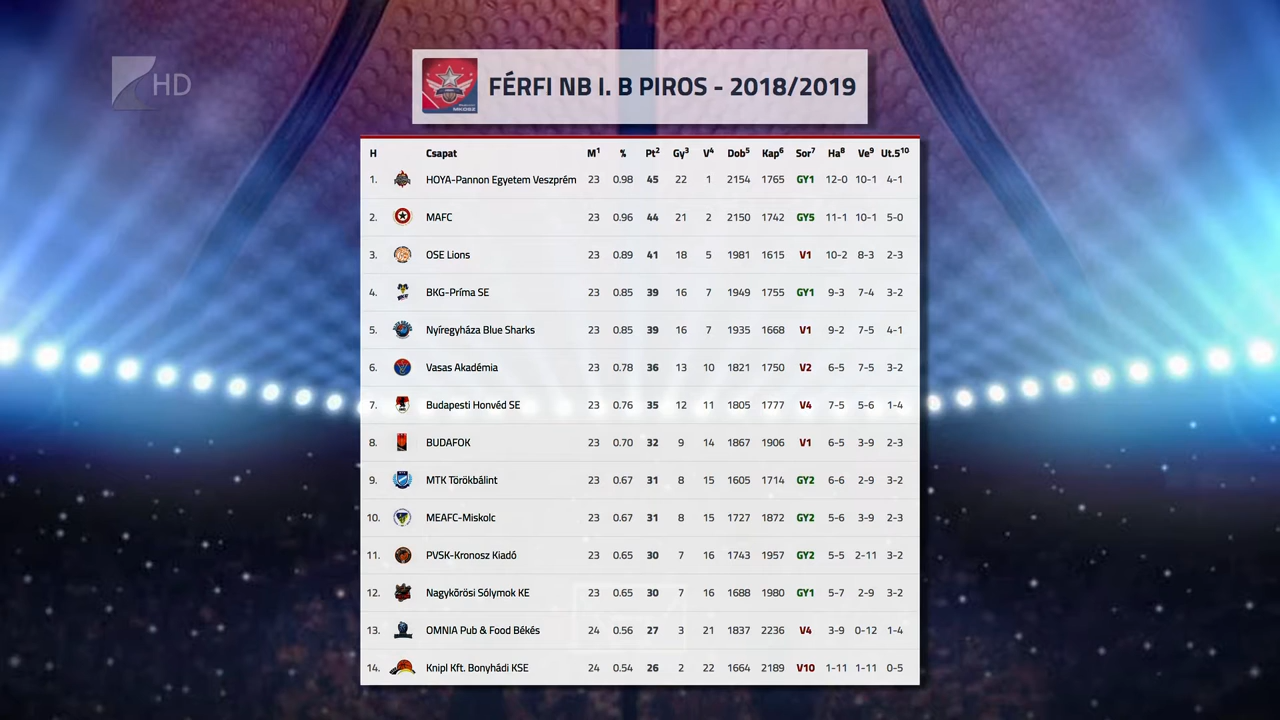 HD
FÉRFI NB I. B PIROS - 2018/2019
MKOSZ
H Csapat M¹ % Pt² Gy³ V⁴ Dob⁵ Kap⁶ Sor⁷ Ha⁸ Ve⁹ Ut.5¹⁰
1. HOYA-Pannon Egyetem Veszprém 23 0.98 45 22 1 2154 1765 GY1 12-0 10-1 4-1
2. MAFC 23 0.96 44 21 2 2150 1742 GY5 11-1 10-1 5-0
3. OSE Lions 23 0.89 41 18 5 1981 1615 V1 10-2 8-3 2-3
4. BKG-Príma SE 23 0.85 39 16 7 1949 1755 GY1 9-3 7-4 3-2
5. Nyíregyháza Blue Sharks 23 0.85 39 16 7 1935 1668 V1 9-2 7-5 4-1
6. Vasas Akadémia 23 0.78 36 13 10 1821 1750 V2 6-5 7-5 3-2
7. Budapesti Honvéd SE 23 0.76 35 12 11 1805 1777 V4 7-5 5-6 1-4
8. BUDAFOK 23 0.70 32 9 14 1867 1906 V1 6-5 3-9 2-3
9. MTK Törökbálint 23 0.67 31 8 15 1605 1714 GY2 6-6 2-9 3-2
10. MEAFC-Miskolc 23 0.67 31 8 15 1727 1872 GY2 5-6 3-9 2-3
11. PVSK-Kronosz Kiadó 23 0.65 30 7 16 1743 1957 GY2 5-5 2-11 3-2
12. Nagykőrösi Sólymok KE 23 0.65 30 7 16 1688 1980 GY1 5-7 2-9 3-2
13. OMNIA Pub & Food Békés 24 0.56 27 3 21 1837 2236 V4 3-9 0-12 1-4
14. Knipl Kft. Bonyhádi KSE 24 0.54 26 2 22 1664 2189 V10 1-11 1-11 0-5